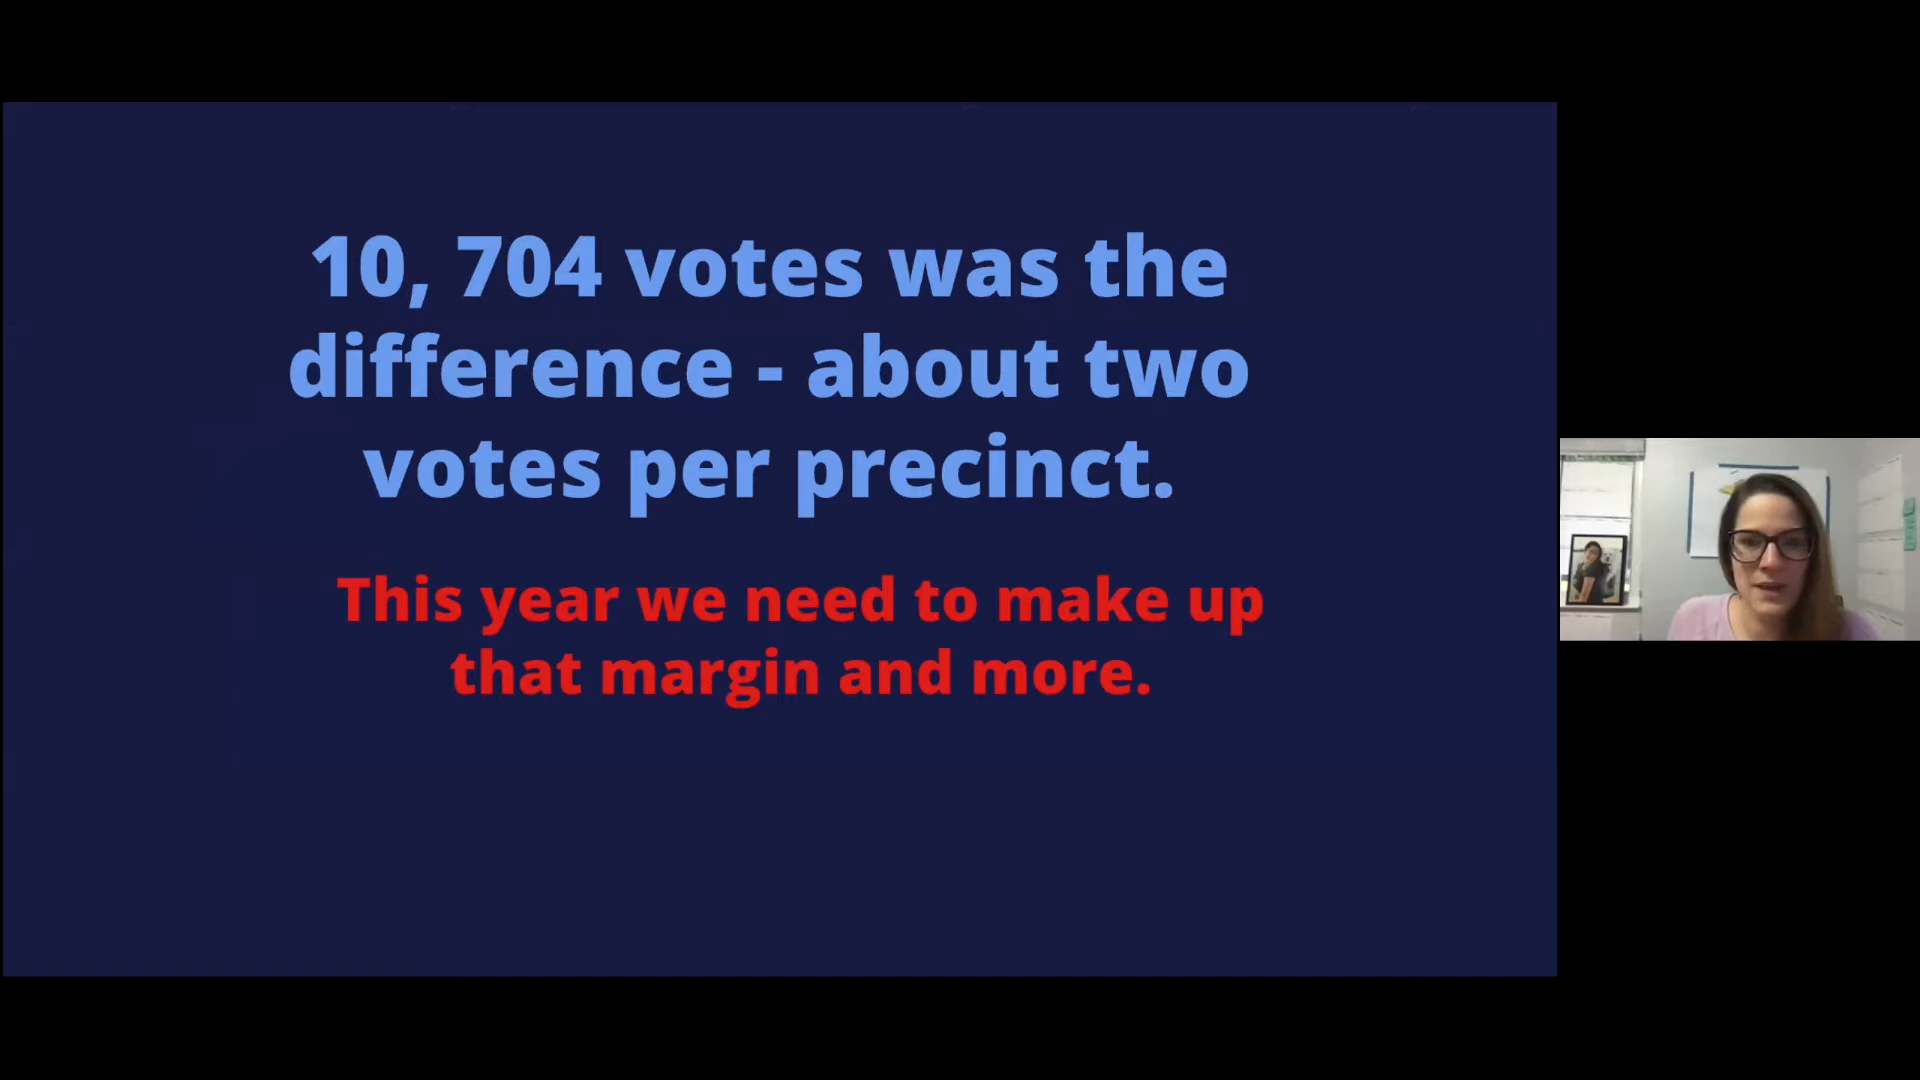 10, 704 votes was the
difference - about two
votes per precinct.
This year we need to make up
that margin and more.